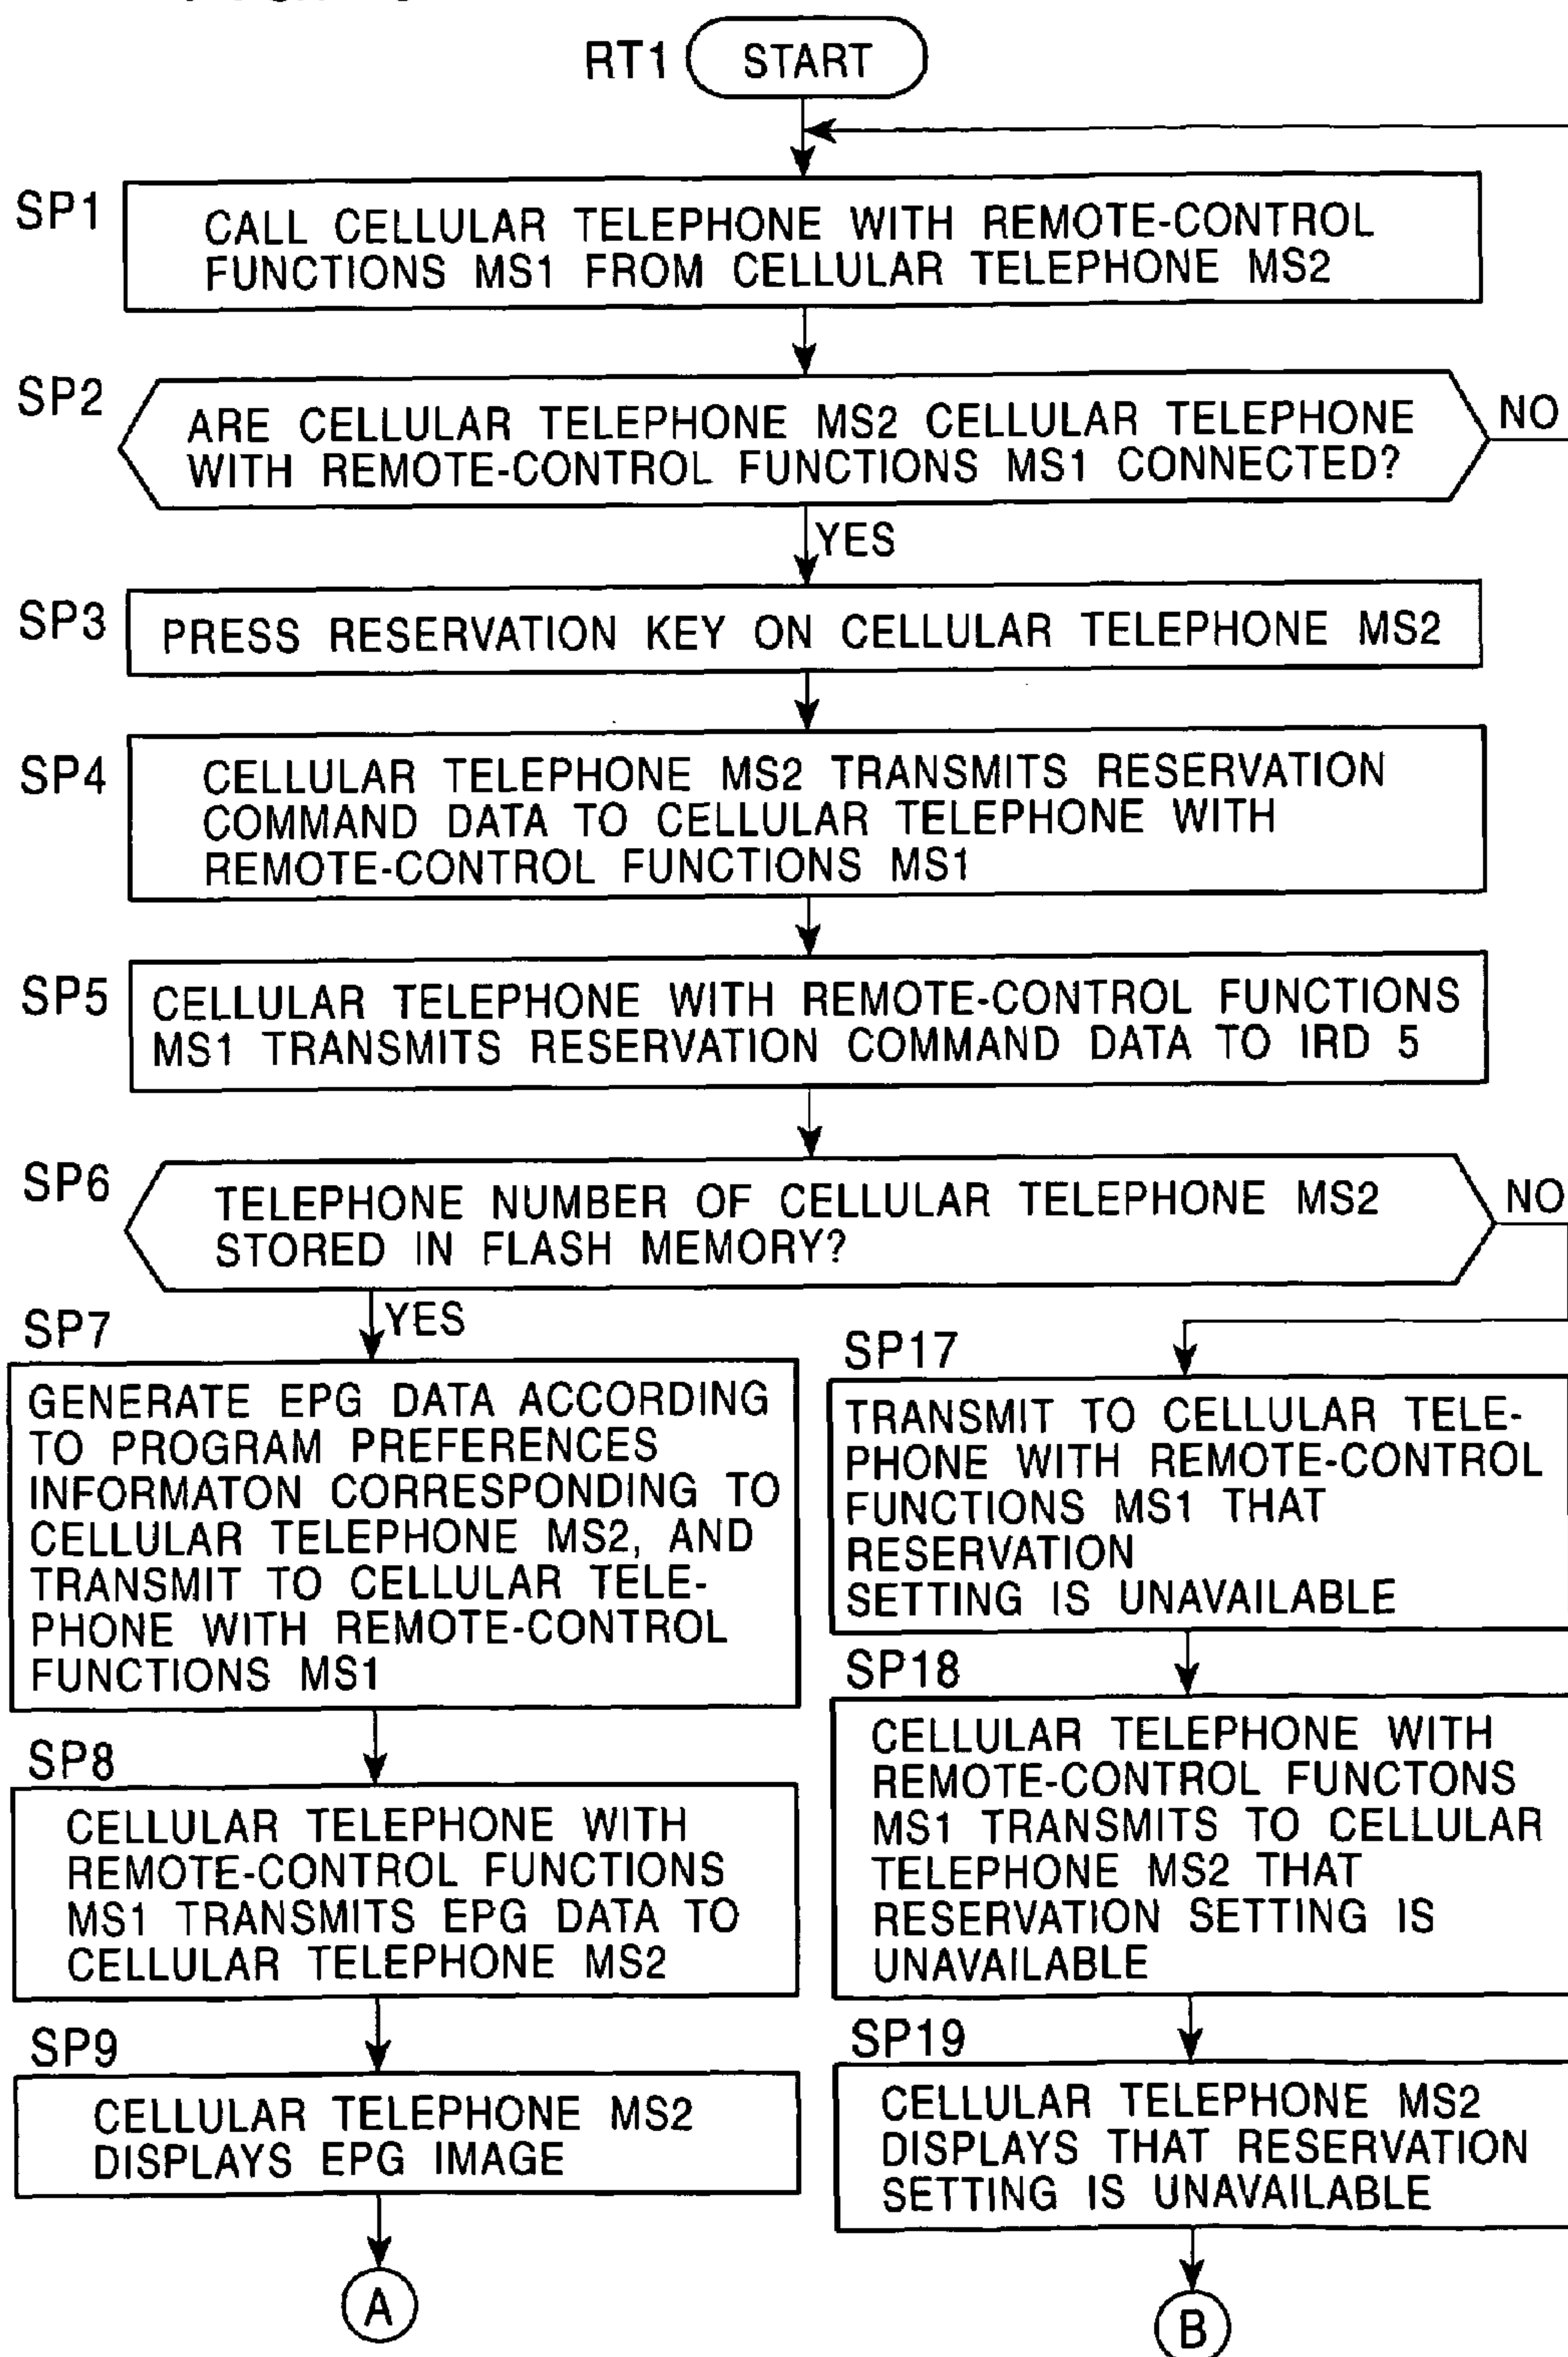 RT1 START
SP1
CALL CELLULAR TELEPHONE WITH REMOTE-CONTROL
FUNCTIONS MS1 FROM CELLULAR TELEPHONE MS2
SP2
ARE CELLULAR TELEPHONE MS2 CELLULAR TELEPHONE
WITH REMOTE-CONTROL FUNCTIONS MS1 CONNECTED?
NO
YES
SP3
PRESS RESERVATION KEY ON CELLULAR TELEPHONE MS2
SP4
CELLULAR TELEPHONE MS2 TRANSMITS RESERVATION
COMMAND DATA TO CELLULAR TELEPHONE WITH
REMOTE-CONTROL FUNCTIONS MS1
SP5
CELLULAR TELEPHONE WITH REMOTE-CONTROL FUNCTIONS
MS1 TRANSMITS RESERVATION COMMAND DATA TO IRD 5
SP6
TELEPHONE NUMBER OF CELLULAR TELEPHONE MS2
STORED IN FLASH MEMORY?
NO
YES
SP7
GENERATE EPG DATA ACCORDING
TO PROGRAM PREFERENCES
INFORMATON CORRESPONDING TO
CELLULAR TELEPHONE MS2, AND
TRANSMIT TO CELLULAR TELE-
PHONE WITH REMOTE-CONTROL
FUNCTIONS MS1
SP8
CELLULAR TELEPHONE WITH
REMOTE-CONTROL FUNCTIONS
MS1 TRANSMITS EPG DATA TO
CELLULAR TELEPHONE MS2
SP9
CELLULAR TELEPHONE MS2
DISPLAYS EPG IMAGE
A
SP17
TRANSMIT TO CELLULAR TELE-
PHONE WITH REMOTE-CONTROL
FUNCTIONS MS1 THAT
RESERVATION
SETTING IS UNAVAILABLE
SP18
CELLULAR TELEPHONE WITH
REMOTE-CONTROL FUNCTONS
MS1 TRANSMITS TO CELLULAR
TELEPHONE MS2 THAT
RESERVATION SETTING IS
UNAVAILABLE
SP19
CELLULAR TELEPHONE MS2
DISPLAYS THAT RESERVATION
SETTING IS UNAVAILABLE
B